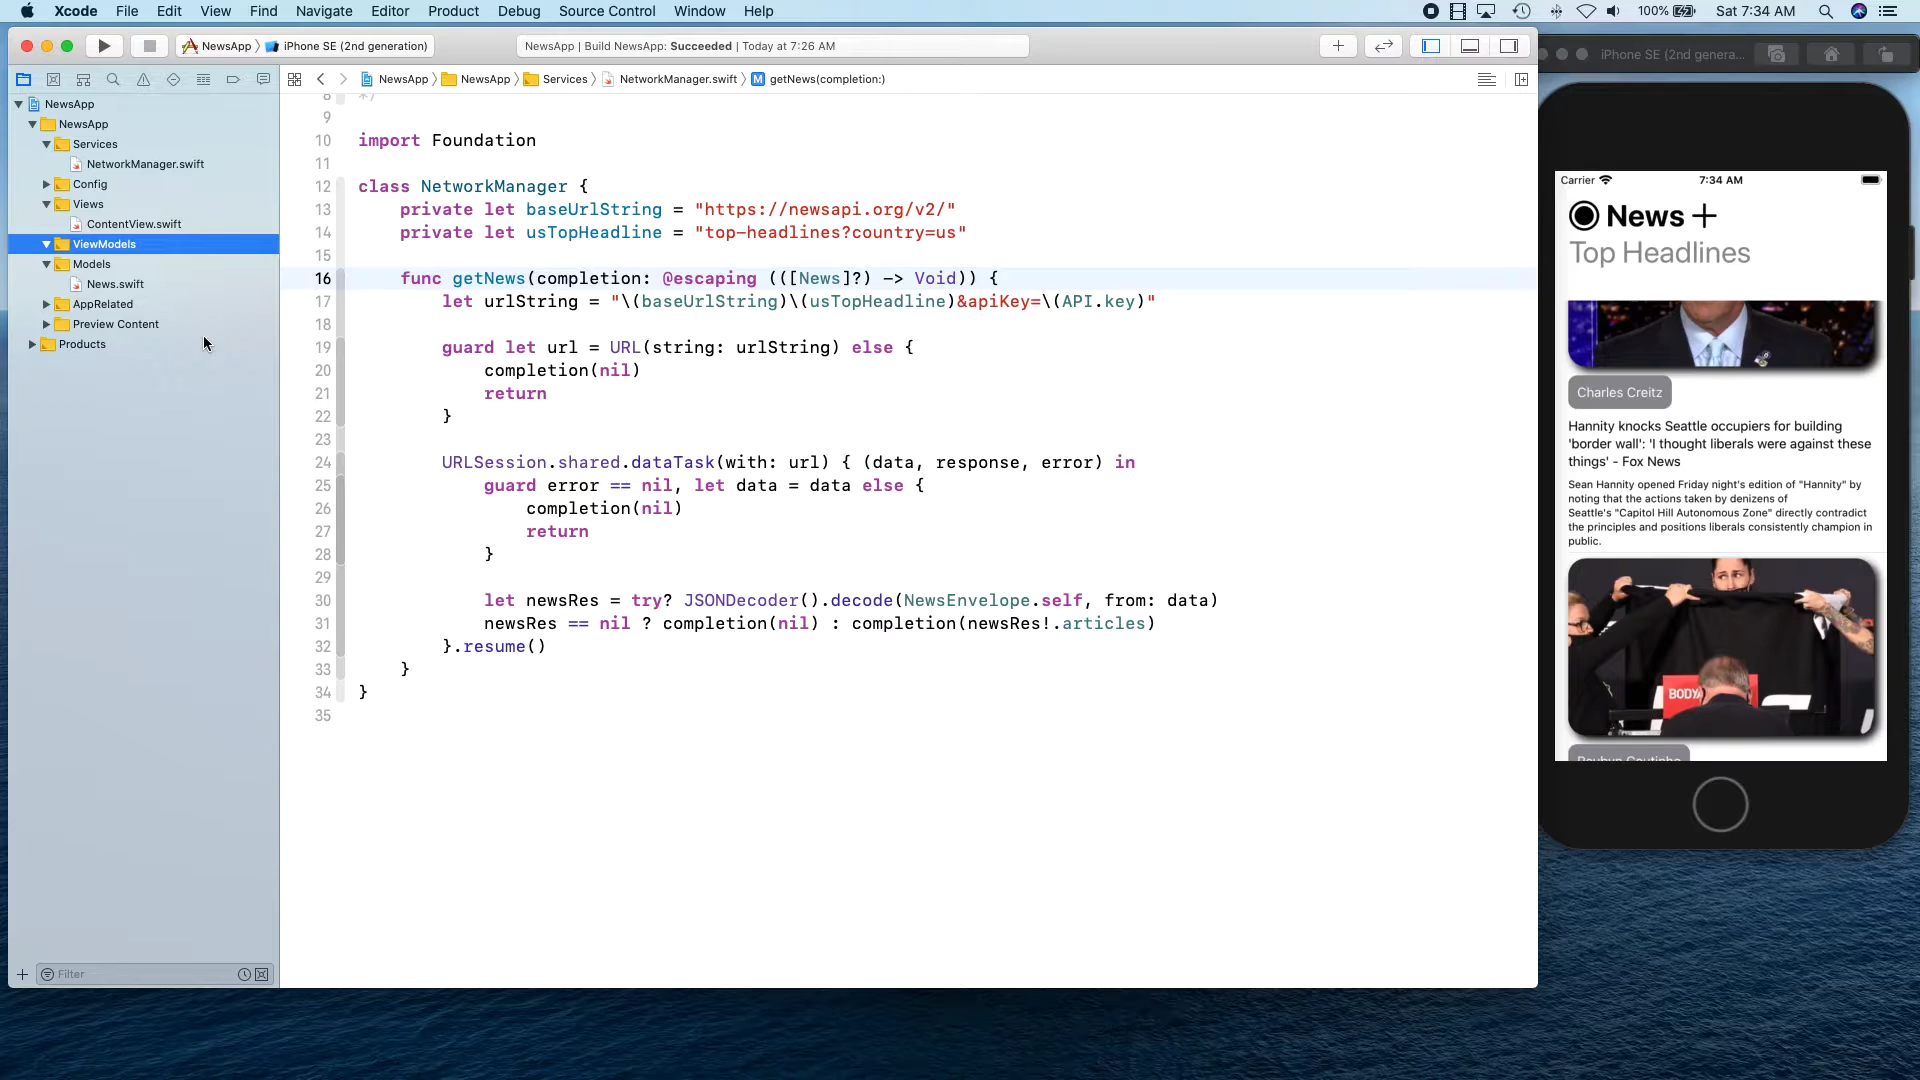 Xcode File Edit View Find Navigate Editor Product Debug Source Control Window Help
100% Sat 7:34 AM
NewsApp iPhone SE (2nd generation)
NewsApp | Build NewsApp: Succeeded | Today at 7:26 AM
iPhone SE (2nd genera...
NewsApp NewsApp Services NetworkManager.swift M getNews(completion:)
NewsApp
NewsApp
Services
NetworkManager.swift
Config
Views
ContentView.swift
ViewModels
Models
News.swift
AppRelated
Preview Content
Products
Filter
8 */
9
10 import Foundation
11
12 class NetworkManager {
13 private let baseUrlString = "https://newsapi.org/v2/"
14 private let usTopHeadline = "top-headlines?country=us"
15
16 func getNews(completion: @escaping (([News]?) -> Void)) {
17 let urlString = "\(baseUrlString)\(usTopHeadline)&apiKey=\(API.key)"
18
19 guard let url = URL(string: urlString) else {
20 completion(nil)
21 return
22 }
23
24 URLSession.shared.dataTask(with: url) { (data, response, error) in
25 guard error == nil, let data = data else {
26 completion(nil)
27 return
28 }
29
30 let newsRes = try? JSONDecoder().decode(NewsEnvelope.self, from: data)
31 newsRes == nil ? completion(nil) : completion(newsRes!.articles)
32 }.resume()
33 }
34 }
35
Carrier 7:34 AM
News +
Top Headlines
Charles Creitz
Hannity knocks Seattle occupiers for building
'border wall': 'I thought liberals were against these
things' - Fox News
Sean Hannity opened Friday night's edition of "Hannity" by
noting that the actions taken by denizens of
Seattle's "Capitol Hill Autonomous Zone" directly contradict
the principles and positions liberals consistently champion in
public.
BODY